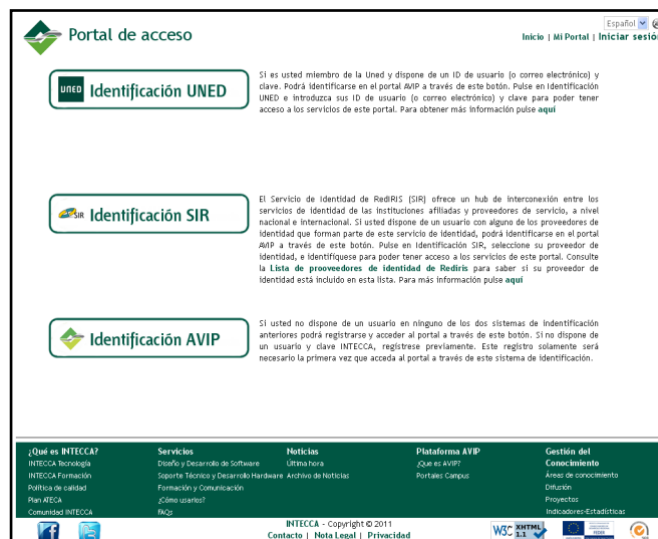 Español
Portal de acceso
Inicio | Mi Portal | Iniciar sesión
UNED Identificación UNED
Si es usted miembro de la Uned y dispone de un ID de usuario (o correo electrónico) y
clave. Podrá identificarse en el portal AVIP a través de este botón. Pulse en Identificación
UNED e introduzca sus ID de usuario (o correo electrónico) y clave para poder tener
acceso a los servicios de este portal. Para obtener más información pulse aquí
SIR Identificación SIR
El Servicio de Identidad de RedIRIS (SIR) ofrece un hub de interconexión entre los
servicios de identidad de las instituciones afiliadas y proveedores de servicio, a nivel
nacional e internacional. Si usted dispone de un usuario con alguno de los proveedores de
identidad que forman parte de este servicio de identidad, podrá identificarse en el portal
AVIP a través de este botón. Pulse en Identificación SIR, seleccione su proveedor de
identidad, e identifíquese para poder tener acceso a los servicios de este portal. Consulte
la Lista de prooveedores de identidad de Rediris para saber si su proveedor de
identidad está incluido en esta lista. Para más información pulse aquí
Identificación AVIP
Si usted no dispone de un usuario en ninguno de los dos sistemas de indentificación
anteriores podrá registrarse y acceder al portal a través de este botón. Si no dispone de
un usuario y clave INTECCA, regístrese previamente. Este registro solamente será
necesario la primera vez que acceda al portal a través de este sistema de identificación.
¿Qué es INTECCA? Servicios Noticias Plataforma AVIP Gestión del
Conocimiento
INTECCA Tecnología Diseño y Desarrollo de Software Última hora ¿Que es AVIP?
INTECCA Formación Soporte Técnico y Desarrollo Hardware Archivo de Noticias Portales Campus Áreas de conocimiento
Política de calidad Formación y Comunicación Difusión
Plan ATECA ¿Cómo usarlos? Proyectos
Comunidad INTECCA FAQs Indicadores-Estadísticas
INTECCA - Copyright © 2011
Contacto | Nota Legal | Privacidad
W3C XHTML 1.1